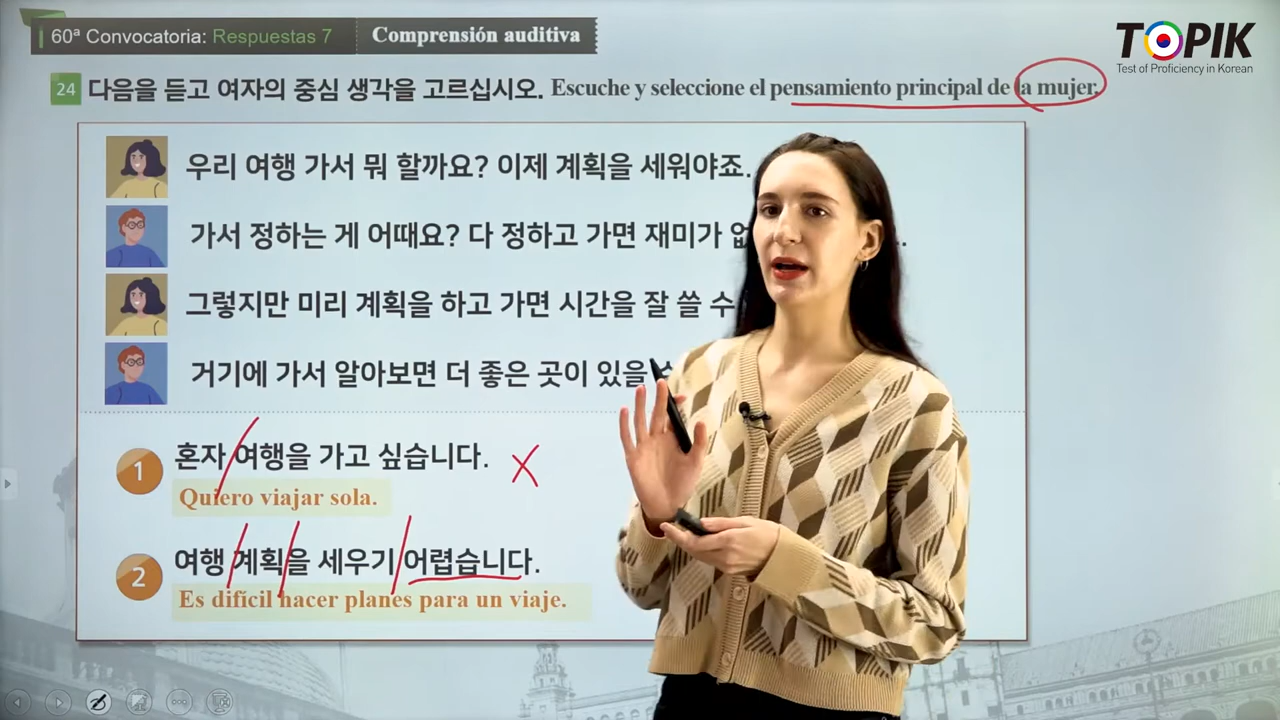 60ª Convocatoria: Respuestas 7
Comprensión auditiva
TOPIK
Test of Proficiency in Korean
24 다음을 듣고 여자의 중심 생각을 고르십시오. Escuche y seleccione el pensamiento principal de la mujer.
우리 여행 가서 뭐 할까요? 이제 계획을 세워야죠.
가서 정하는 게 어때요? 다 정하고 가면 재미가
그렇지만 미리 계획을 하고 가면 시간을 잘 쓸 수
거기에 가서 알아보면 더 좋은 곳이 있을
1 혼자 여행을 가고 싶습니다.
Quiero viajar sola.
2 여행 계획을 세우기 어렵습니다.
Es difícil hacer planes para un viaje.